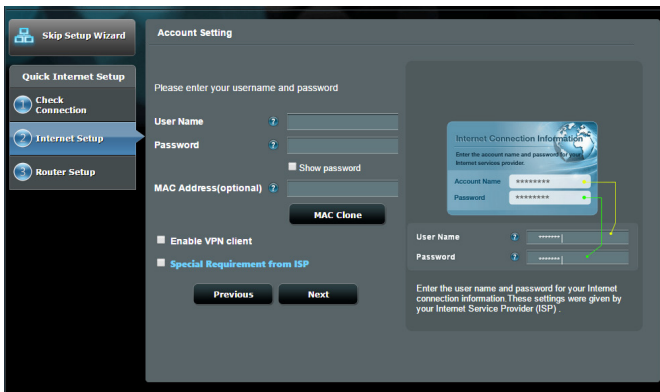 Skip Setup Wizard
Quick Internet Setup
1 Check
Connection
2 Internet Setup
3 Router Setup
Account Setting
Please enter your username and password
User Name ?
Password ?
Show password
MAC Address(optional) ?
MAC Clone
Enable VPN client
Special Requirement from ISP
Previous Next
Internet Connection Information
Enter the account name and password for your
Internet services provider.
Account Name ********
Password ********
User Name ? •••••••|
Password ? •••••••|
Enter the user name and password for your Internet
connection information.These settings were given by
your Internet Service Provider (ISP) .